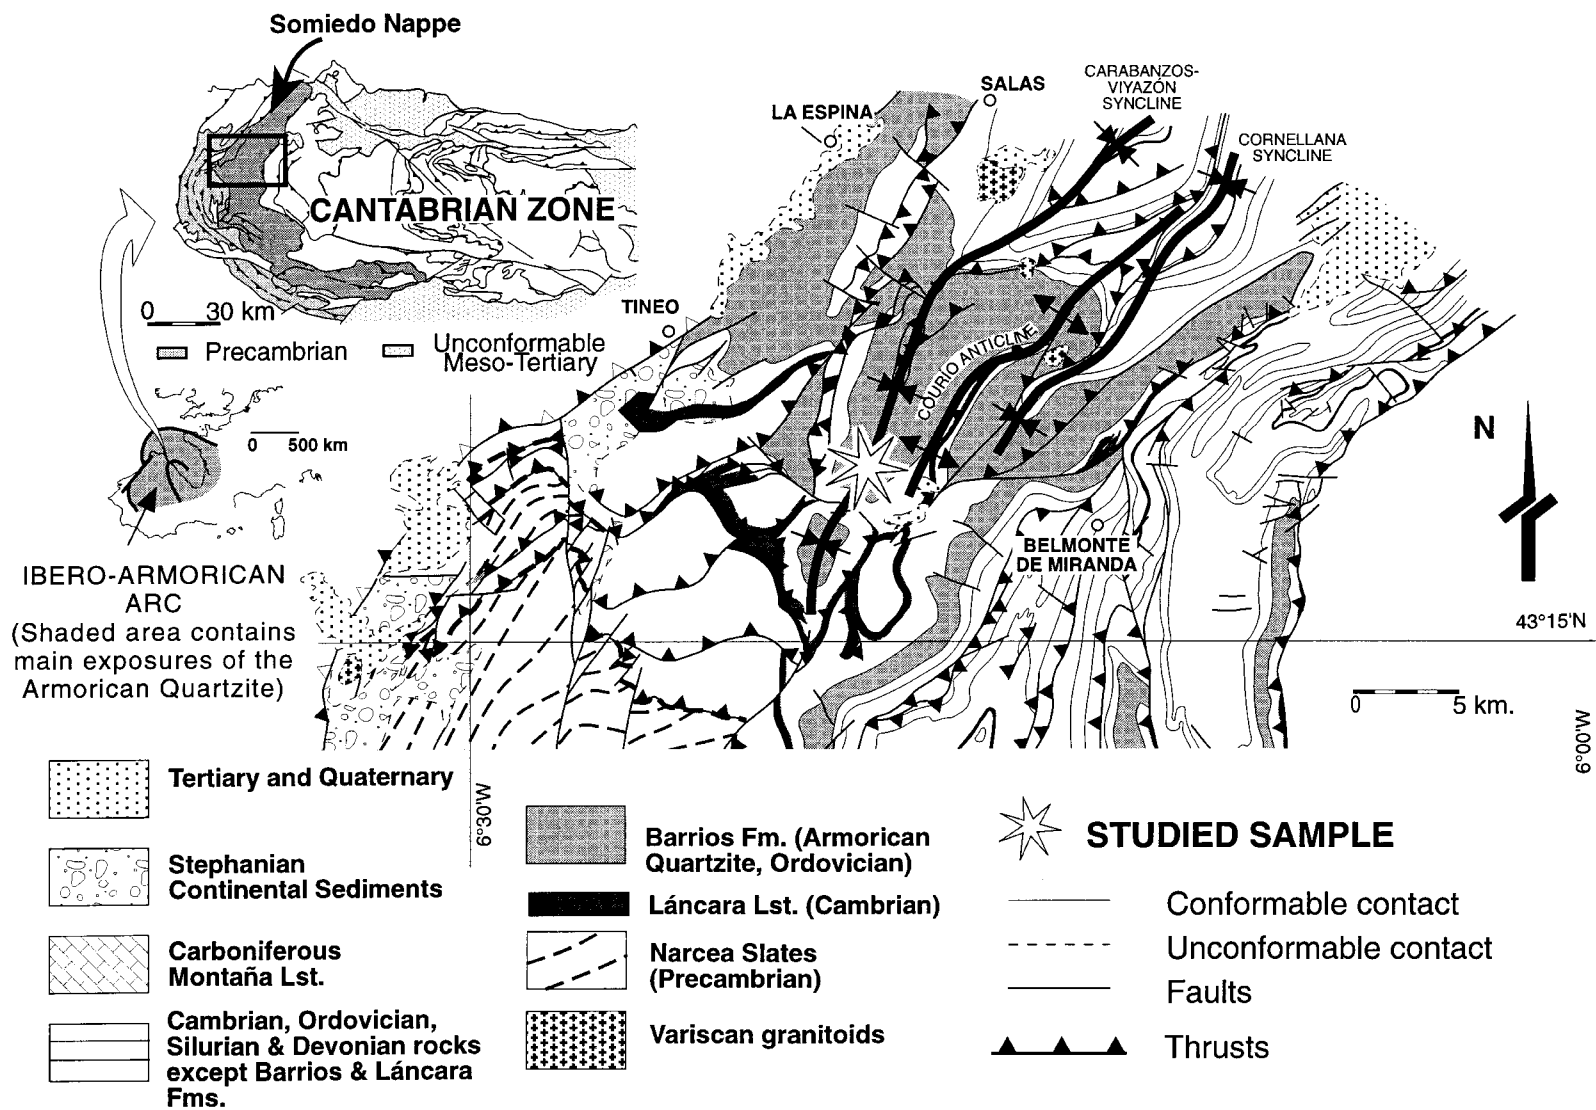 Somiedo Nappe
CANTABRIAN ZONE
0 30 km
Precambrian
Unconformable
Meso-Tertiary
0 500 km
IBERO-ARMORICAN
ARC
(Shaded area contains
main exposures of the
Armorican Quartzite)
LA ESPINA
SALAS
CARABANZOS-
VIYAZÓN
SYNCLINE
CORNELLANA
SYNCLINE
TINEO
COURÍO ANTICLINE
BELMONTE
DE MIRANDA
N
43°15'N
0 5 km.
6°00'W
6°30'W
Tertiary and Quaternary
Stephanian
Continental Sediments
Carboniferous
Montaña Lst.
Cambrian, Ordovician,
Silurian & Devonian rocks
except Barrios & Láncara
Fms.
Barrios Fm. (Armorican
Quartzite, Ordovician)
Láncara Lst. (Cambrian)
Narcea Slates
(Precambrian)
Variscan granitoids
STUDIED SAMPLE
Conformable contact
Unconformable contact
Faults
Thrusts